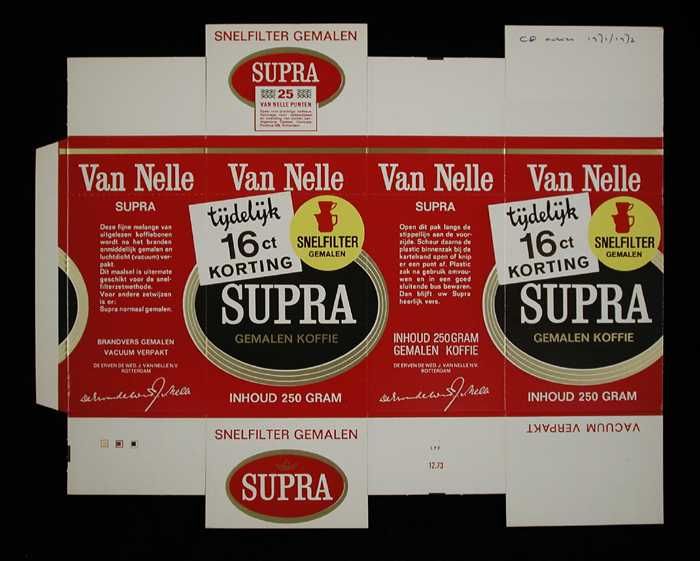 SNELFILTER GEMALEN
SUPRA
25
VAN NELLE PUNTEN
1971/1972
Van Nelle
SUPRA
Deze fijne melange van
uitgelezen koffiebonen
wordt na het branden
onmiddellijk gemalen en
luchtdicht (vacuum) ver-
pakt.
Dit maalsel is uitermate
geschikt voor de snel-
filterzetmethode.
Voor andere zetwijzen
is er:
Supra normaal gemalen.
BRANDVERS GEMALEN
VACUUM VERPAKT
DE ERVEN DE WED. J. VAN NELLE N.V.
ROTTERDAM
Van Nelle
tijdelijk
16ct
KORTING
SNELFILTER
GEMALEN
SUPRA
GEMALEN KOFFIE
INHOUD 250 GRAM
Van Nelle
SUPRA
Open dit pak langs de
stippellijn aan de voor-
zijde. Scheur daarna de
plastic binnenzak bij de
kartelrand open of knip
er een punt af. Plastic
zak na gebruik omvou-
wen en in een goed
sluitende bus bewaren.
Dan blijft uw Supra
heerlijk vers.
INHOUD 250 GRAM
GEMALEN KOFFIE
DE ERVEN DE WED. J. VAN NELLE N.V.
ROTTERDAM
Van Nelle
tijdelijk
16ct
KORTING
SNELFILTER
GEMALEN
SUPRA
GEMALEN KOFFIE
INHOUD 250 GRAM
SNELFILTER GEMALEN
SUPRA
12.73
VACUUM VERPAKT